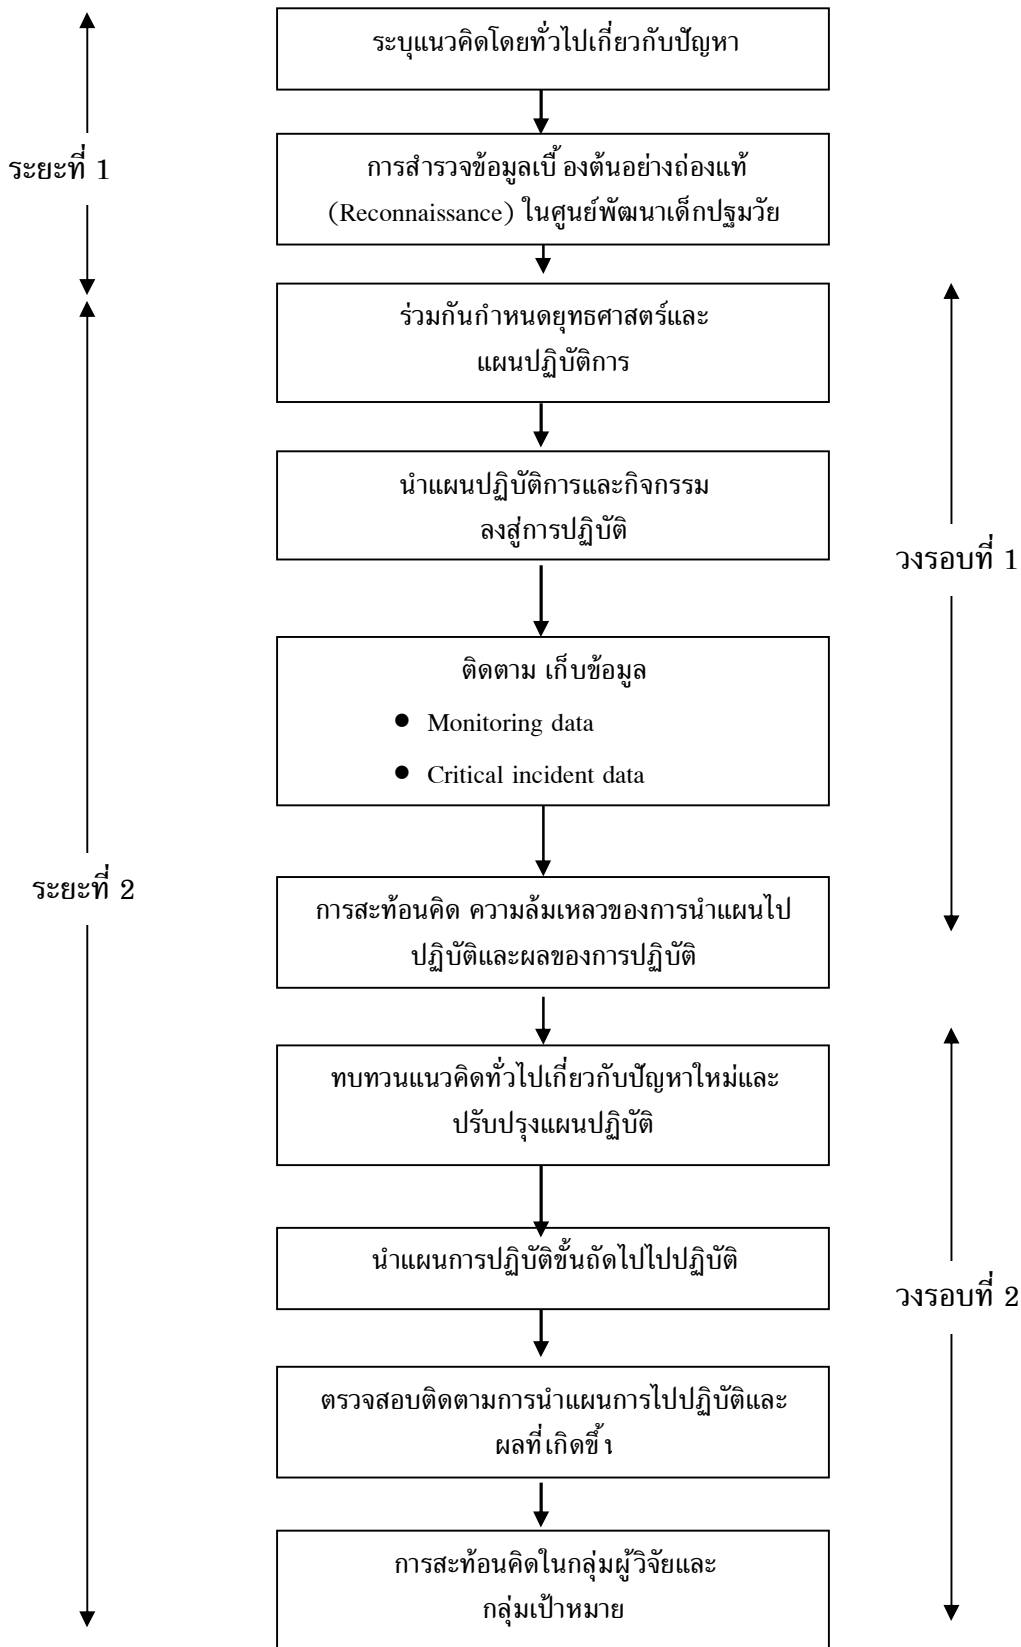 ระบุแนวคิดโดยทั่วไปเกี่ยวกับปัญหา
ระยะที่ 1
การสำรวจข้อมูลเบื้องต้นอย่างถ่องแท้
(Reconnaissance) ในศูนย์พัฒนาเด็กปฐมวัย
ร่วมกันกำหนดยุทธศาสตร์และ
แผนปฏิบัติการ
นำแผนปฏิบัติการและกิจกรรม
ลงสู่การปฏิบัติ
วงรอบที่ 1
ติดตาม เก็บข้อมูล
● Monitoring data
● Critical incident data
ระยะที่ 2
การสะท้อนคิด ความล้มเหลวของการนำแผนไป
ปฏิบัติและผลของการปฏิบัติ
ทบทวนแนวคิดทั่วไปเกี่ยวกับปัญหาใหม่และ
ปรับปรุงแผนปฏิบัติ
นำแผนการปฏิบัติขั้นถัดไปไปปฏิบัติ
วงรอบที่ 2
ตรวจสอบติดตามการนำแผนการไปปฏิบัติและ
ผลที่เกิดขึ้น
การสะท้อนคิดในกลุ่มผู้วิจัยและ
กลุ่มเป้าหมาย